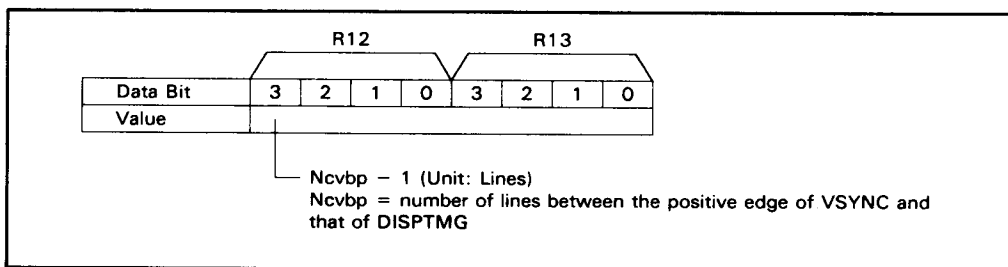 R12 R13
Data Bit 3 2 1 0 3 2 1 0
Value
Ncvbp − 1 (Unit: Lines)
Ncvbp = number of lines between the positive edge of VSYNC and
that of DISPTMG